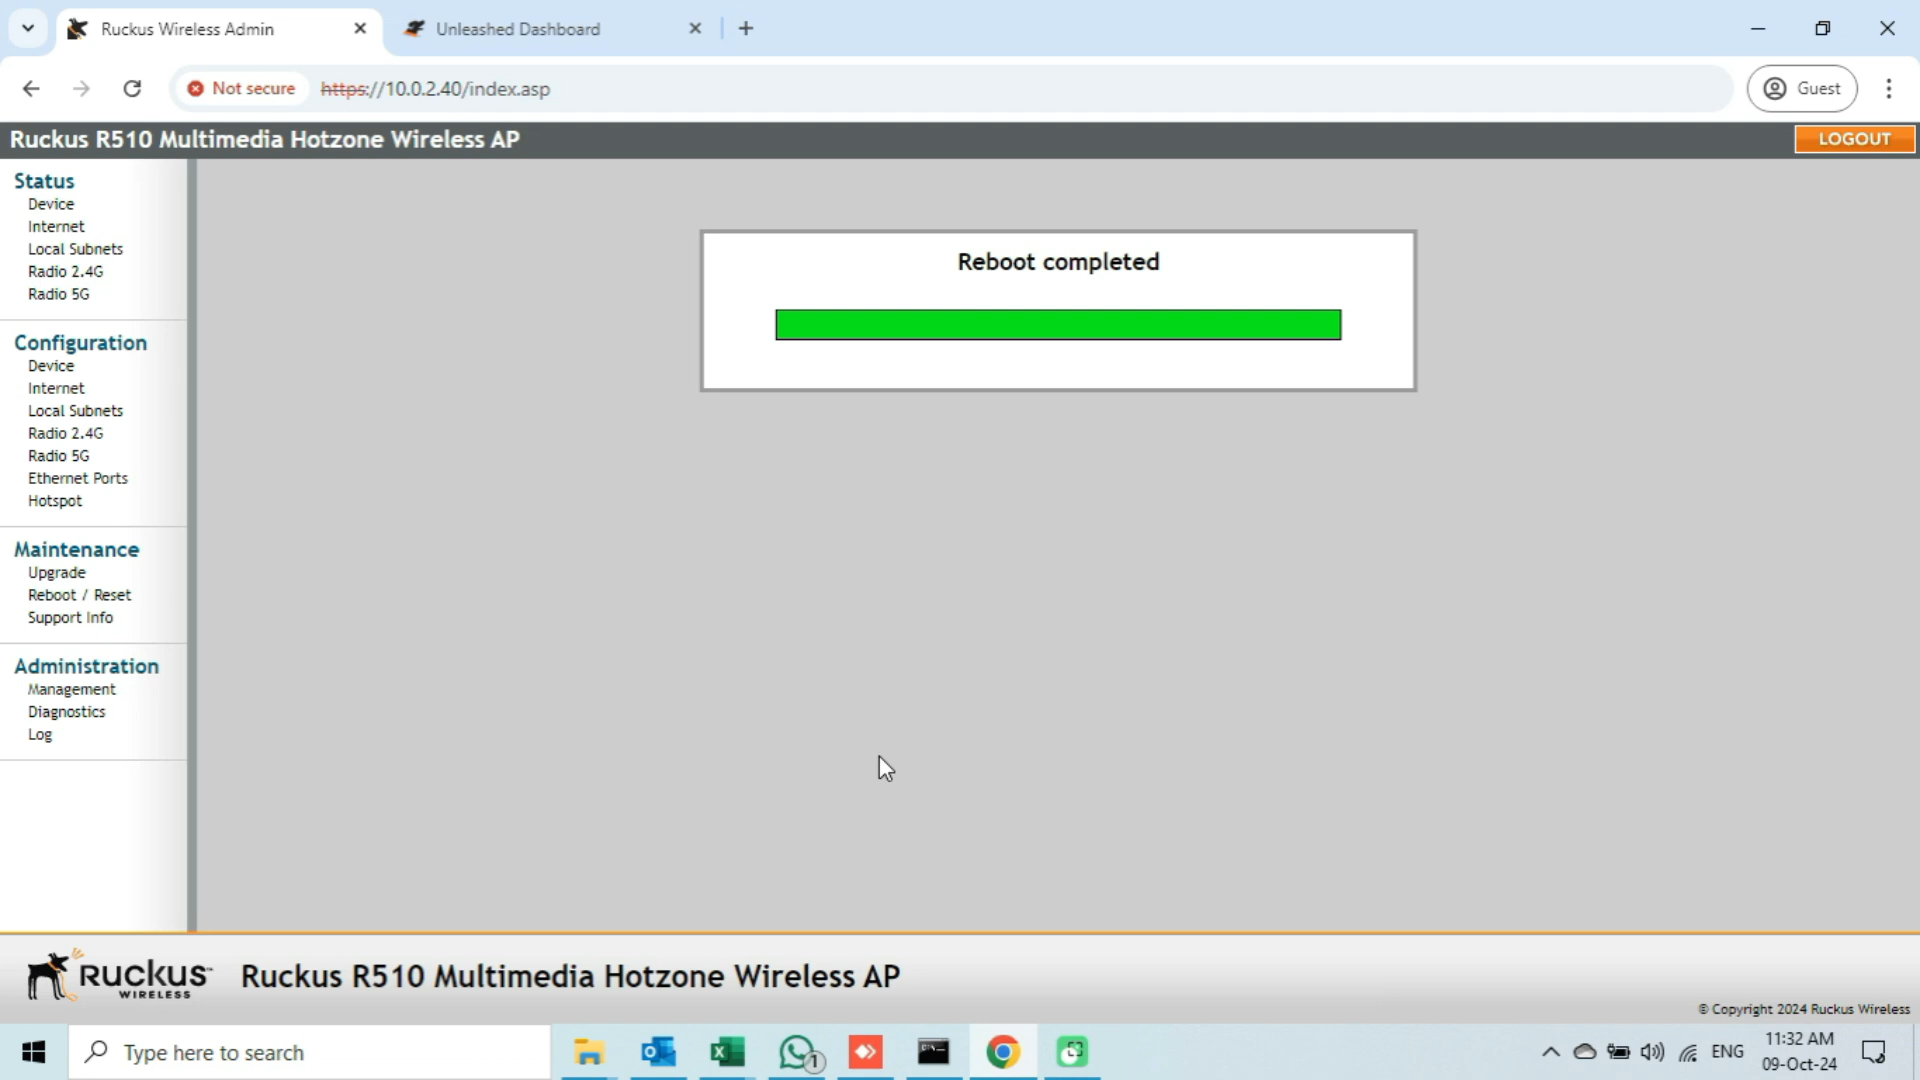 Ruckus Wireless Admin
Unleashed Dashboard
Not secure
https://10.0.2.40/index.asp
Guest
Ruckus R510 Multimedia Hotzone Wireless AP
LOGOUT
Status
Device
Internet
Local Subnets
Radio 2.4G
Radio 5G
Configuration
Device
Internet
Local Subnets
Radio 2.4G
Radio 5G
Ethernet Ports
Hotspot
Maintenance
Upgrade
Reboot / Reset
Support Info
Administration
Management
Diagnostics
Log
Reboot completed
RUCKUS™
WIRELESS
Ruckus R510 Multimedia Hotzone Wireless AP
© Copyright 2024 Ruckus Wireless
Type here to search
1
ENG
11:32 AM
09-Oct-24